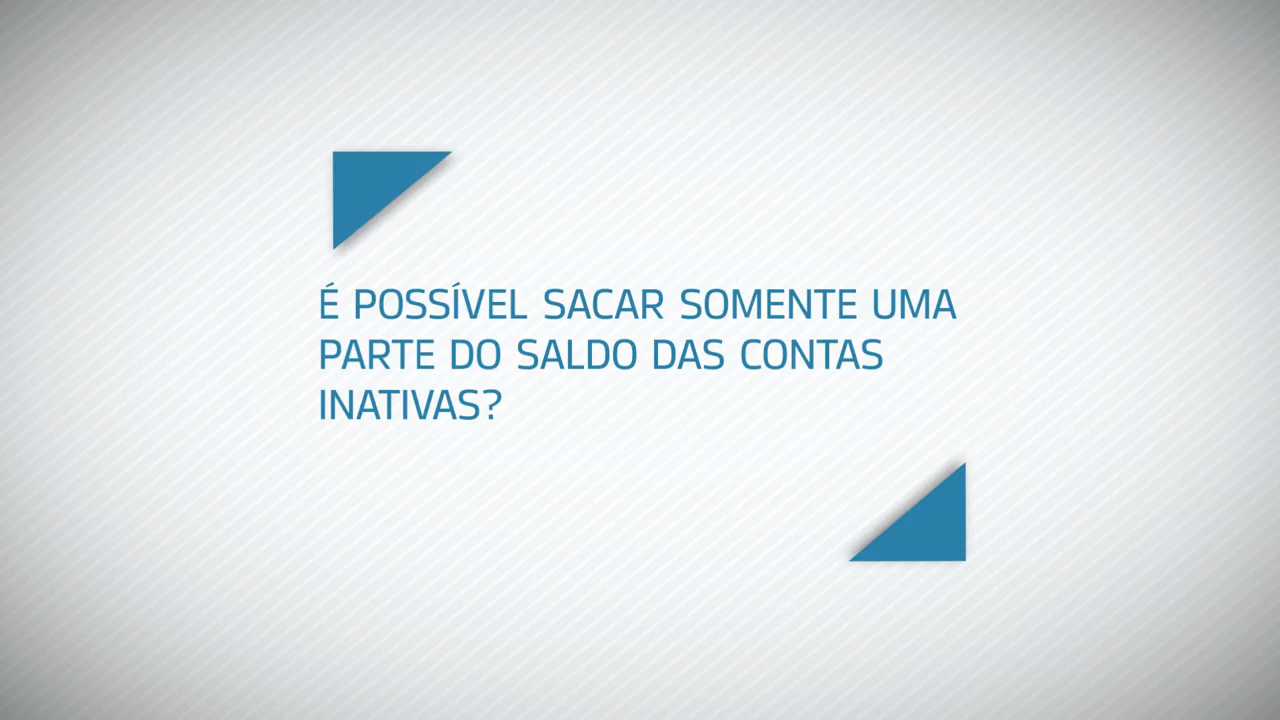 É POSSÍVEL SACAR SOMENTE UMA
PARTE DO SALDO DAS CONTAS
INATIVAS?